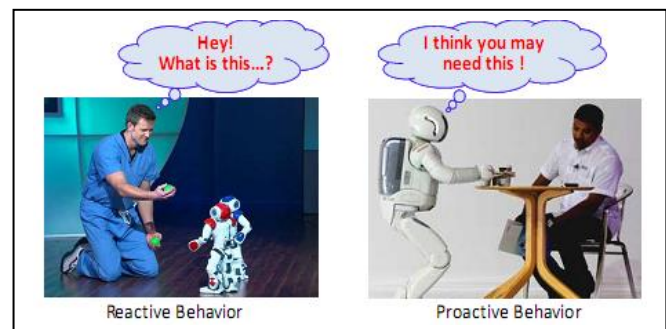 Hey!
What is this...?
I think you may
need this !
Reactive Behavior
Proactive Behavior